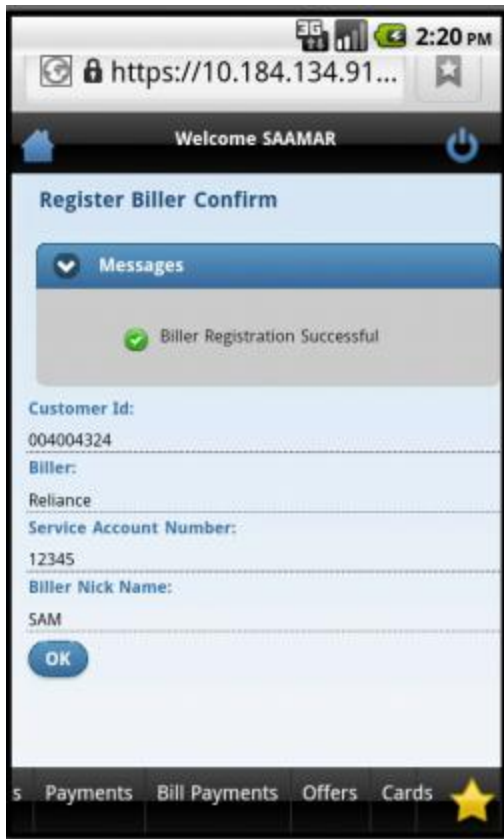 3G 2:20 PM
https://10.184.134.91...
Welcome SAAMAR
Register Biller Confirm
Messages
Biller Registration Successful
Customer Id:
004004324
Biller:
Reliance
Service Account Number:
12345
Biller Nick Name:
SAM
OK
s Payments Bill Payments Offers Cards